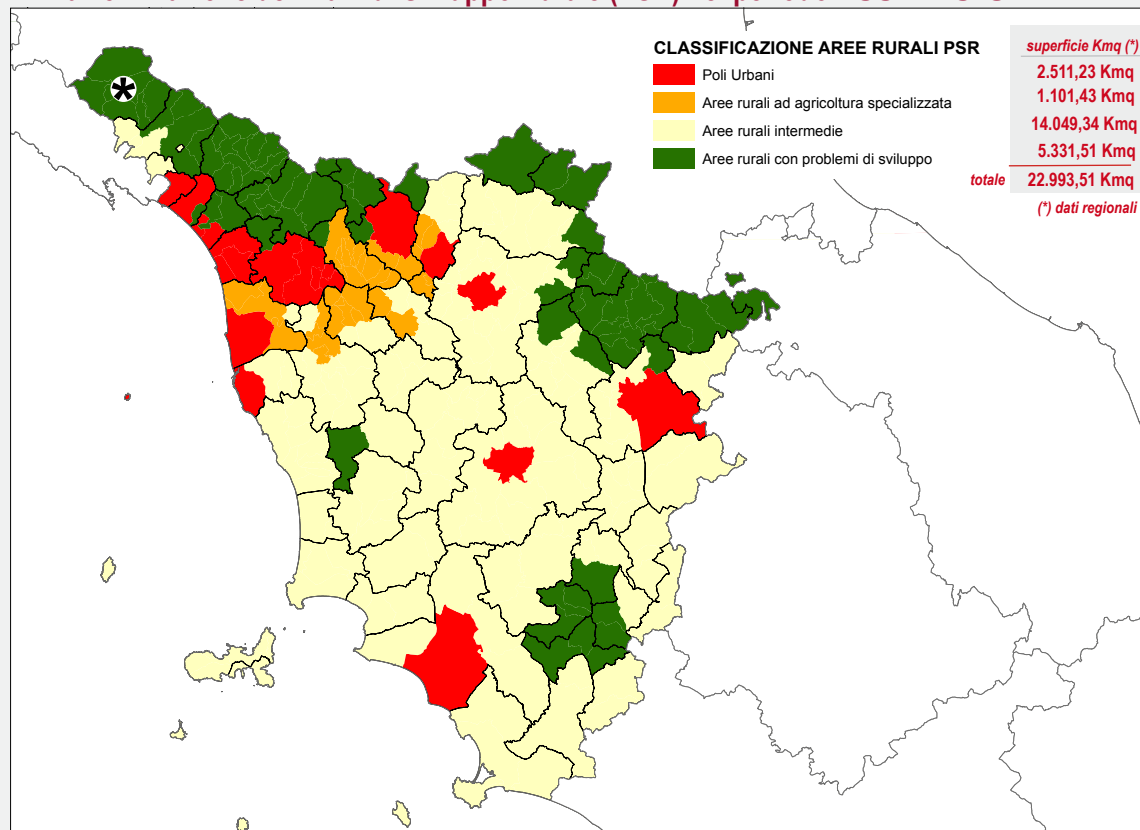 CLASSIFICAZIONE AREE RURALI PSR
superficie Kmq (*)
Poli Urbani
2.511,23 Kmq
Aree rurali ad agricoltura specializzata
1.101,43 Kmq
Aree rurali intermedie
14.049,34 Kmq
Aree rurali con problemi di sviluppo
5.331,51 Kmq
totale 22.993,51 Kmq
(*) dati regionali
*